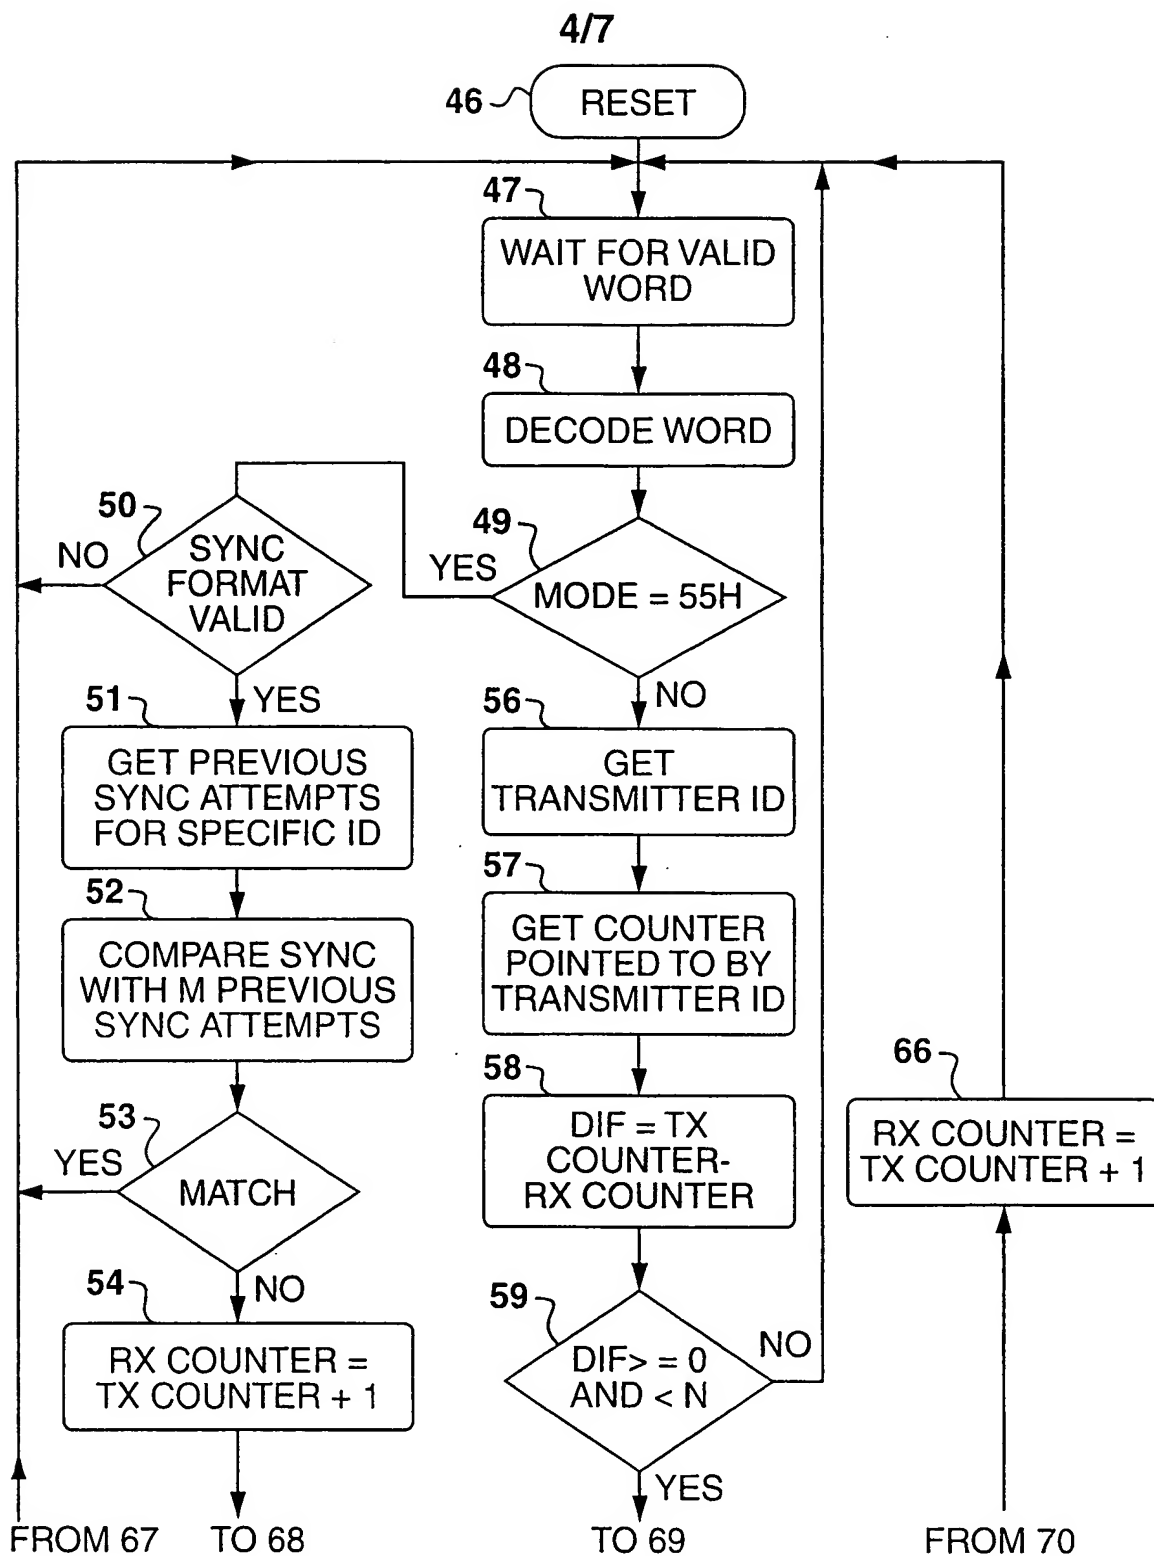 4/7
46
RESET
47
WAIT FOR VALID
WORD
48
DECODE WORD
50
NO
SYNC
FORMAT
VALID
49
YES
MODE = 55H
YES
NO
51
GET PREVIOUS
SYNC ATTEMPTS
FOR SPECIFIC ID
56
GET
TRANSMITTER ID
52
COMPARE SYNC
WITH M PREVIOUS
SYNC ATTEMPTS
57
GET COUNTER
POINTED TO BY
TRANSMITTER ID
53
YES
MATCH
NO
58
DIF = TX
COUNTER-
RX COUNTER
66
RX COUNTER =
TX COUNTER + 1
54
RX COUNTER =
TX COUNTER + 1
59
DIF> = 0
AND < N
NO
YES
FROM 67
TO 68
TO 69
FROM 70